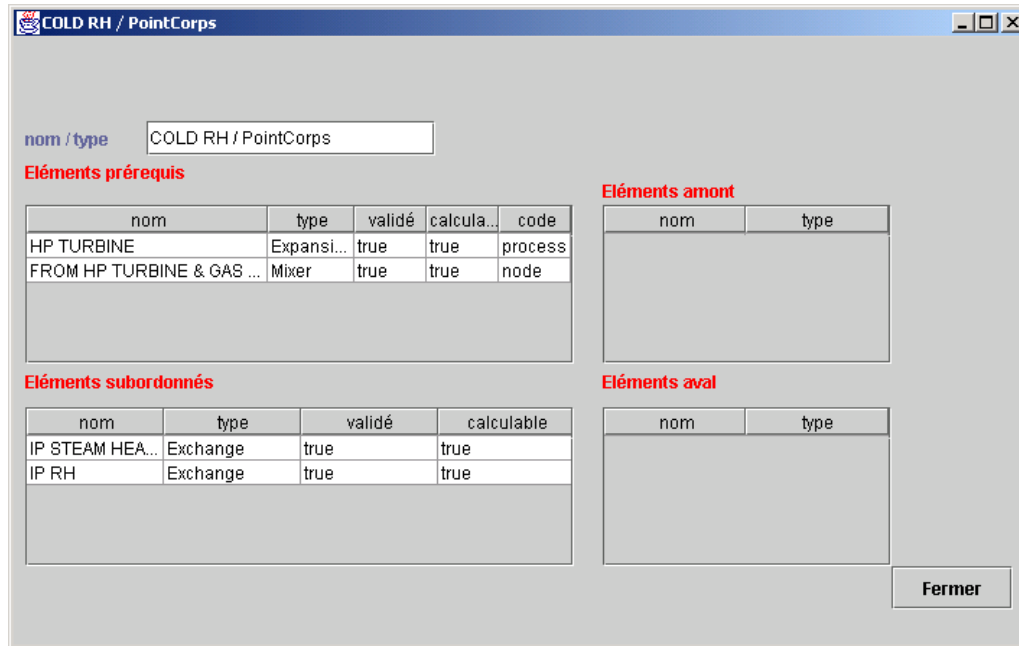 COLD RH / PointCorps
nom / type COLD RH / PointCorps
Eléments prérequis
nom type validé calcula... code
HP TURBINE Expansi... true true process
FROM HP TURBINE & GAS ... Mixer true true node
Eléments amont
nom type
Eléments subordonnés
nom type validé calculable
IP STEAM HEA... Exchange true true
IP RH Exchange true true
Eléments aval
nom type
Fermer